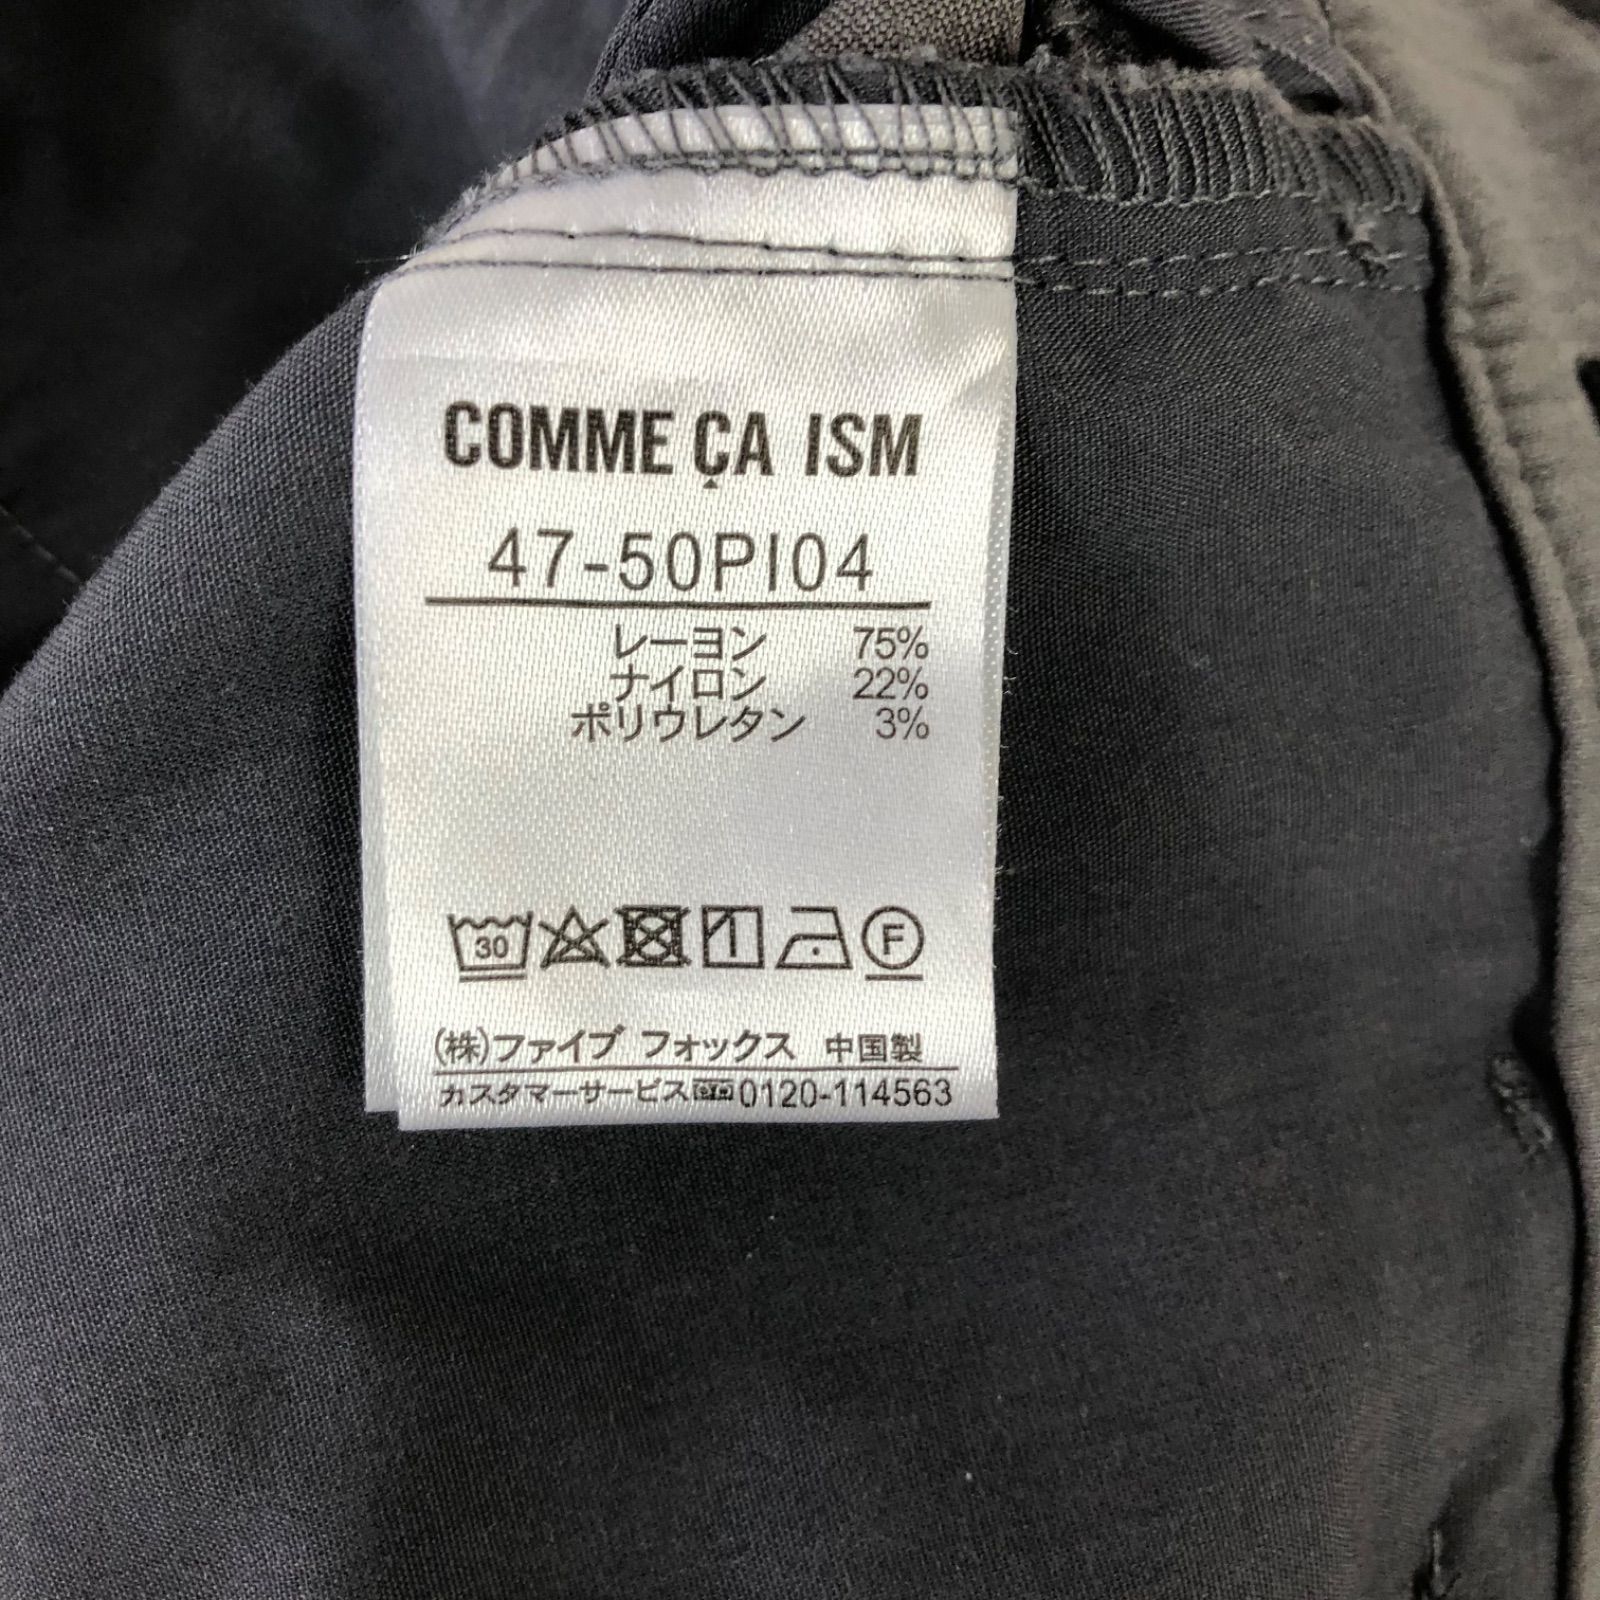 COMME ÇA ISM
47-50PI04
レーヨン 75%
ナイロン 22%
ポリウレタン 3%
30 F
(株)ファイブ フォックス 中国製
カスタマーサービス 0120-114563